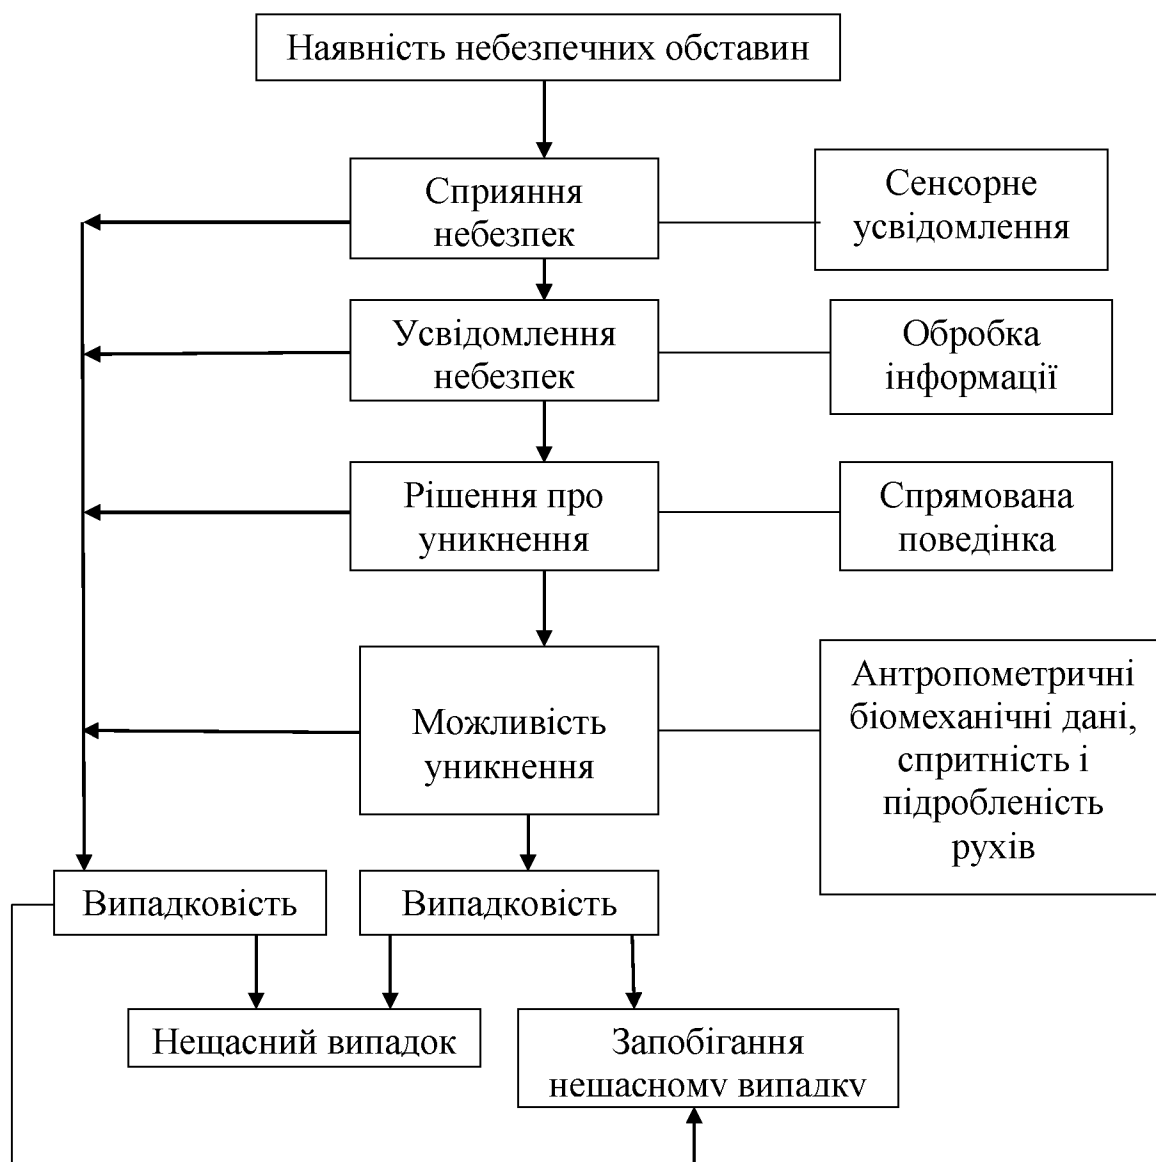 Наявність небезпечних обставин
Сприяння
небезпек
Сенсорне
усвідомлення
Усвідомлення
небезпек
Обробка
інформації
Рішення про
уникнення
Спрямована
поведінка
Можливість
уникнення
Антропометричні
біомеханічні дані,
спритність і
підробленість
рухів
Випадковість
Випадковість
Нещасний випадок
Запобігання
нещасному випадку